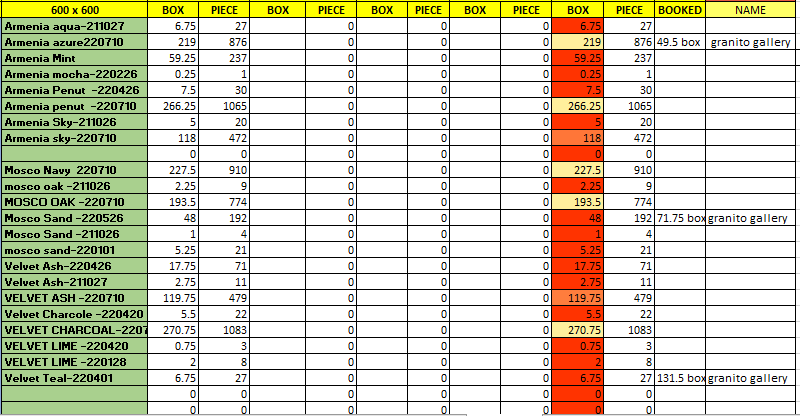 600 x 600 BOX PIECE BOX PIECE BOX PIECE BOX PIECE BOX PIECE BOOKED NAME
Armenia aqua-211027 6.75 27 0 0 0 6.75 27
Armenia azure220710 219 876 0 0 0 219 876 49.5 box granito gallery
Armenia Mint 59.25 237 0 0 0 59.25 237
Armenia mocha-220226 0.25 1 0 0 0 0.25 1
Armenia Penut -220426 7.5 30 0 0 0 7.5 30
Armenia penut -220710 266.25 1065 0 0 0 266.25 1065
Armenia Sky-211026 5 20 0 0 0 5 20
Armenia sky-220710 118 472 0 0 0 118 472
0 0 0 0 0 0 0
Mosco Navy 220710 227.5 910 0 0 0 227.5 910
mosco oak -211026 2.25 9 0 0 0 2.25 9
MOSCO OAK -220710 193.5 774 0 0 0 193.5 774
Mosco Sand -220526 48 192 0 0 0 48 192 71.75 box granito gallery
Mosco Sand -211026 1 4 0 0 0 1 4
mosco sand-220101 5.25 21 0 0 0 5.25 21
Velvet Ash-220426 17.75 71 0 0 0 17.75 71
Velvet Ash-211027 2.75 11 0 0 0 2.75 11
VELVET ASH -220710 119.75 479 0 0 0 119.75 479
Velvet Charcole -220420 5.5 22 0 0 0 5.5 22
VELVET CHARCOAL-2207 270.75 1083 0 0 0 270.75 1083
VELVET LIME -220420 0.75 3 0 0 0 0.75 3
VELVET LIME -220128 2 8 0 0 0 2 8
Velvet Teal-220401 6.75 27 0 0 0 6.75 27 131.5 box granito gallery
0 0 0 0 0 0 0
0 0 0 0 0 0 0